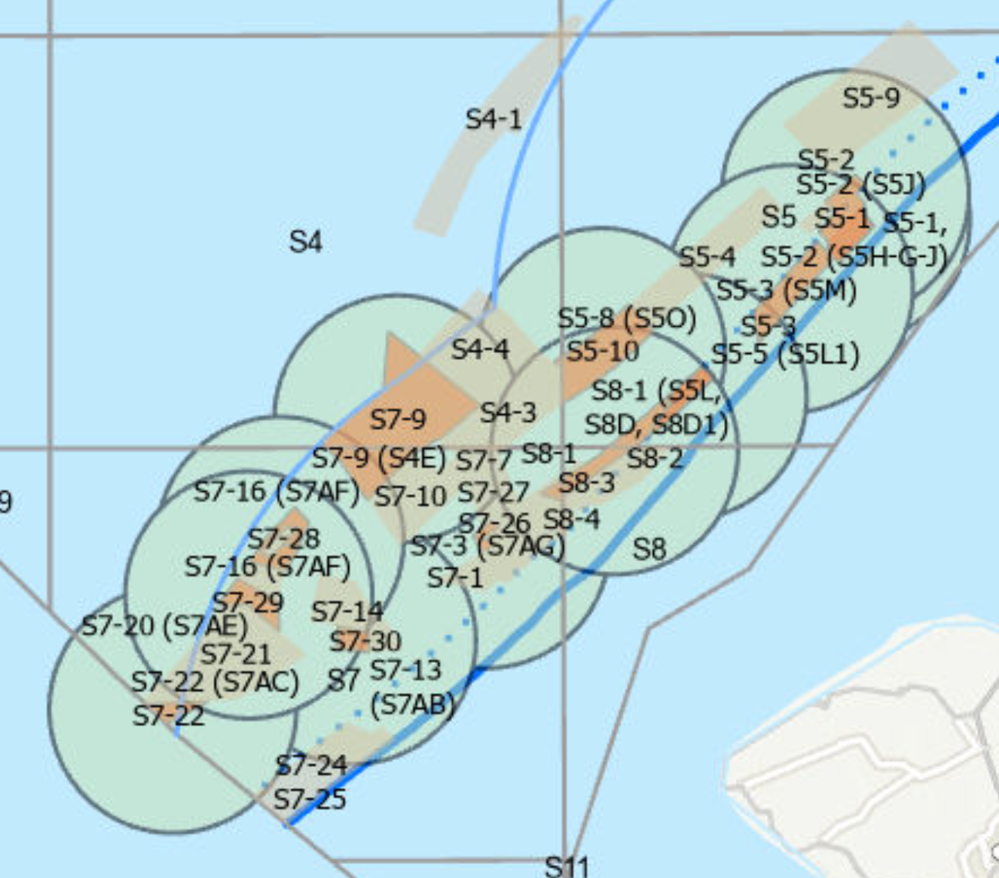 S5-9
S4-1
S5-2
S5-2 (S5J)
S5
S5-1
S5-1,
S4
S5-4
S5-2 (S5H-G-J)
S5-3 (S5M)
S5-8 (S5O)
S5-3
S4-4
S5-10
S5-5 (S5L1)
S8-1 (S5L,
S8D, S8D1)
S7-9
S4-3
S7-9 (S4E)
S7-7
S8-1
S8-2
S7-16 (S7AF)
S7-10
S7-27
S8-3
9
S7-28
S7-26
S8-4
S7-3 (S7AG)
S8
S7-16 (S7AF)
S7-1
S7-29
S7-14
S7-20 (S7AE)
S7-30
S7-21
S7-22 (S7AC)
S7
S7-13
(S7AB)
S7-22
S7-24
S7-25
S11